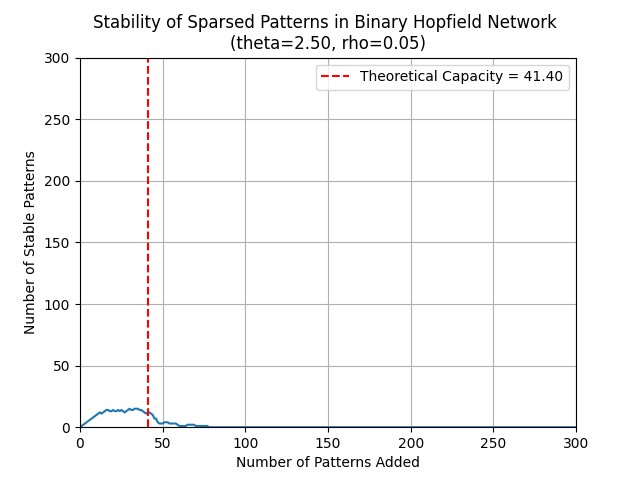 Stability of Sparsed Patterns in Binary Hopfield Network
(theta=2.50, rho=0.05)
Theoretical Capacity = 41.40
Number of Stable Patterns
300
250
200
150
100
50
0
0 50 100 150 200 250 300
Number of Patterns Added